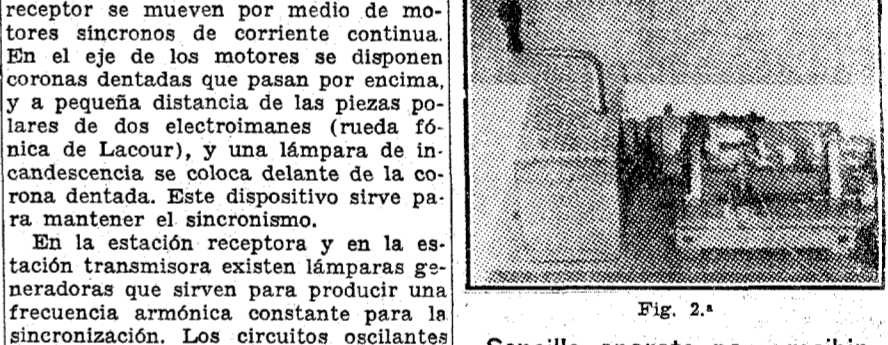 receptor se mueven por medio de mo-
tores síncronos de corriente continua.
En el eje de los motores se disponen
coronas dentadas que pasan por encima,
y a pequeña distancia de las piezas po-
lares de dos electroimanes (rueda fó-
nica de Lacour), y una lámpara de in-
candescencia se coloca delante de la co-
rona dentada. Este dispositivo sirve pa-
ra mantener el sincronismo.
En la estación receptora y en la es-
tación transmisora existen lámparas ge-
neradoras que sirven para producir una
frecuencia armónica constante para la
sincronización. Los circuitos oscilantes
Fig. 2.ª
Sencillo aparato